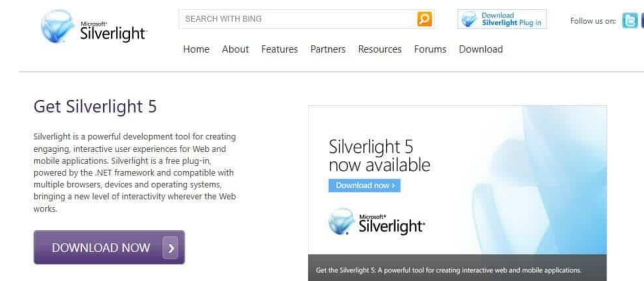 Microsoft®
Silverlight™
SEARCH WITH BING
Download
Silverlight Plug in
Follow us on:
Home About Features Partners Resources Forums Download
Get Silverlight 5
Silverlight is a powerful development tool for creating
engaging, interactive user experiences for Web and
mobile applications. Silverlight is a free plug-in,
powered by the .NET framework and compatible with
multiple browsers, devices and operating systems,
bringing a new level of interactivity wherever the Web
works.
DOWNLOAD NOW
Silverlight 5
now available
Download now ›
Microsoft®
Silverlight™
Get the Silverlight 5: A powerful tool for creating interactive web and mobile applications.